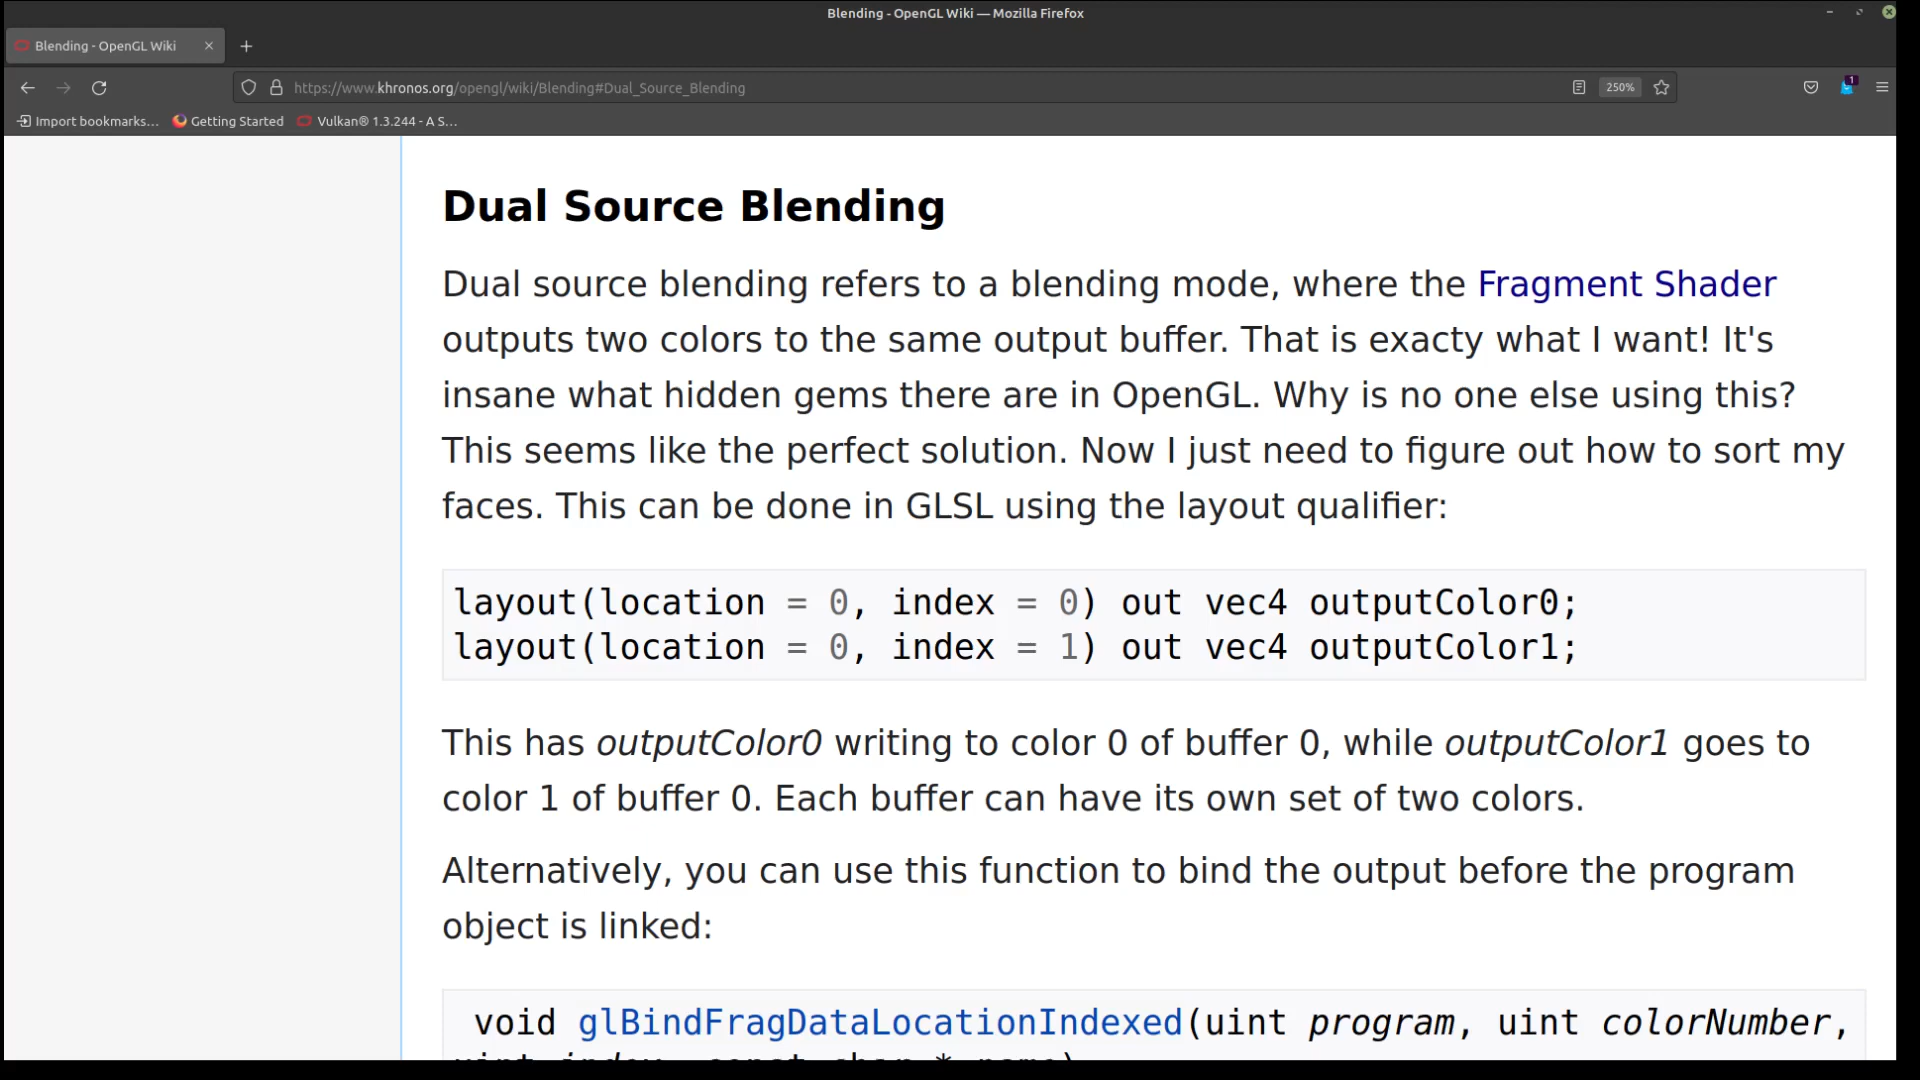 Blending - OpenGL Wiki — Mozilla Firefox
Blending - OpenGL Wiki
https://www.khronos.org/opengl/wiki/Blending#Dual_Source_Blending
250%
1
Import bookmarks…
Getting Started
Vulkan® 1.3.244 - A S…
Dual Source Blending
Dual source blending refers to a blending mode, where the Fragment Shader
outputs two colors to the same output buffer. That is exacty what I want! It's
insane what hidden gems there are in OpenGL. Why is no one else using this?
This seems like the perfect solution. Now I just need to figure out how to sort my
faces. This can be done in GLSL using the layout qualifier:
layout(location = 0, index = 0) out vec4 outputColor0;
layout(location = 0, index = 1) out vec4 outputColor1;
This has outputColor0 writing to color 0 of buffer 0, while outputColor1 goes to
color 1 of buffer 0. Each buffer can have its own set of two colors.
Alternatively, you can use this function to bind the output before the program
object is linked:
void glBindFragDataLocationIndexed(uint program, uint colorNumber,
uint index, const char * name)